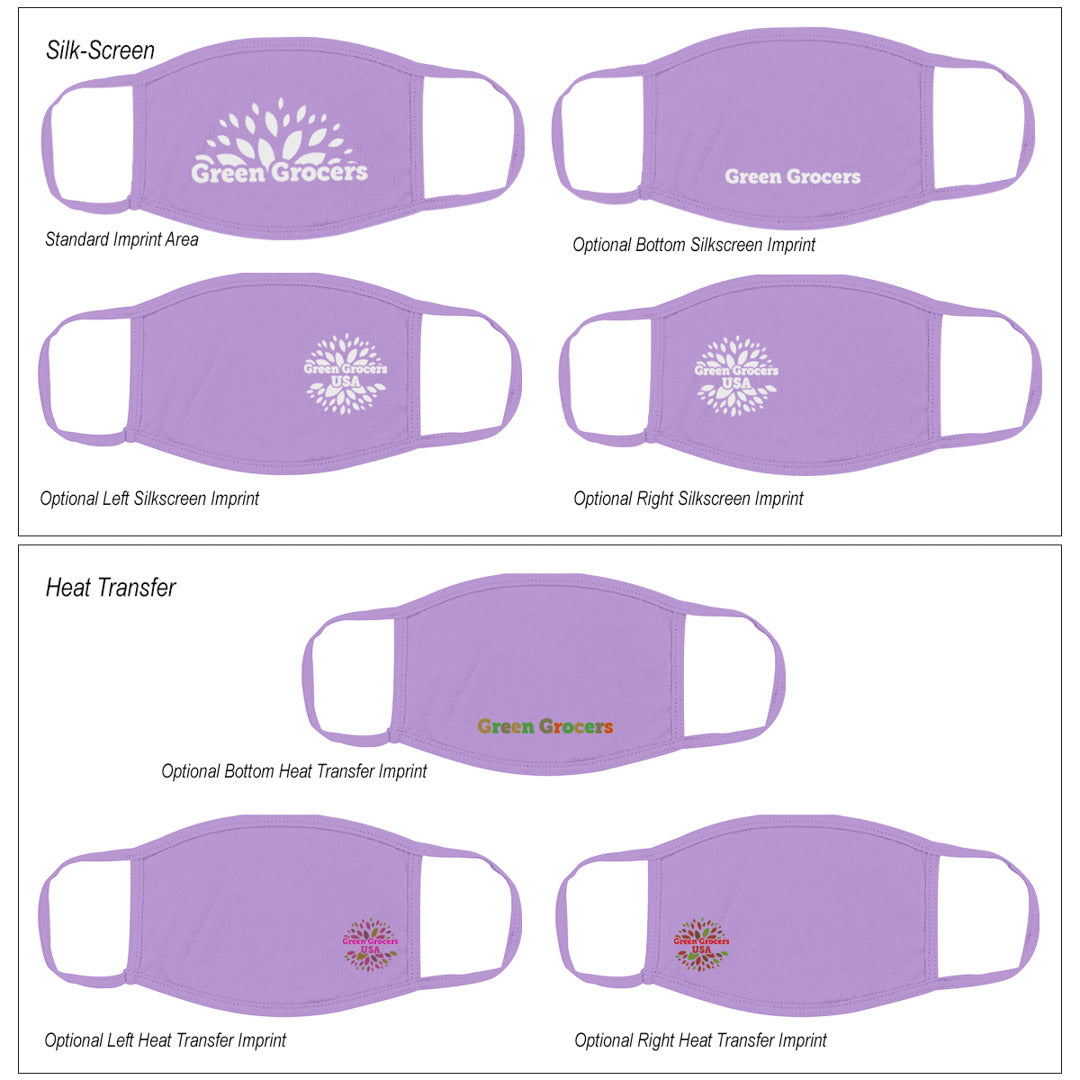 Silk-Screen
Green Grocers
Standard Imprint Area
Green Grocers
Optional Bottom Silkscreen Imprint
Green Grocers
USA
Optional Left Silkscreen Imprint
Green Grocers
USA
Optional Right Silkscreen Imprint
Heat Transfer
Green Grocers
Optional Bottom Heat Transfer Imprint
Green Grocers
USA
Optional Left Heat Transfer Imprint
Green Grocers
USA
Optional Right Heat Transfer Imprint